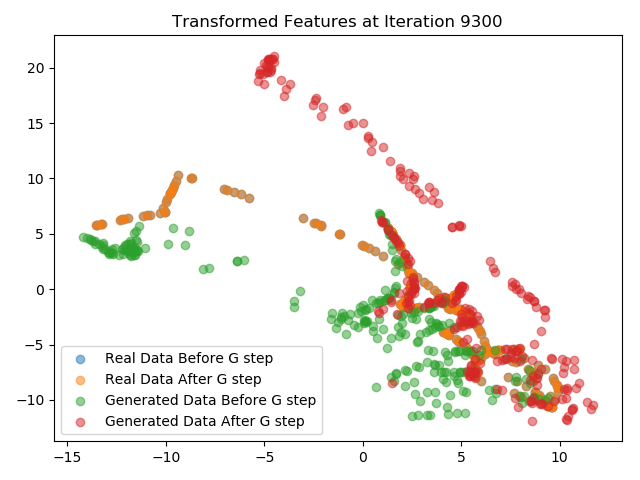 Transformed Features at Iteration 9300
20
15
10
5
0
−5
−10
Real Data Before G step
Real Data After G step
Generated Data Before G step
Generated Data After G step
−15 −10 −5 0 5 10